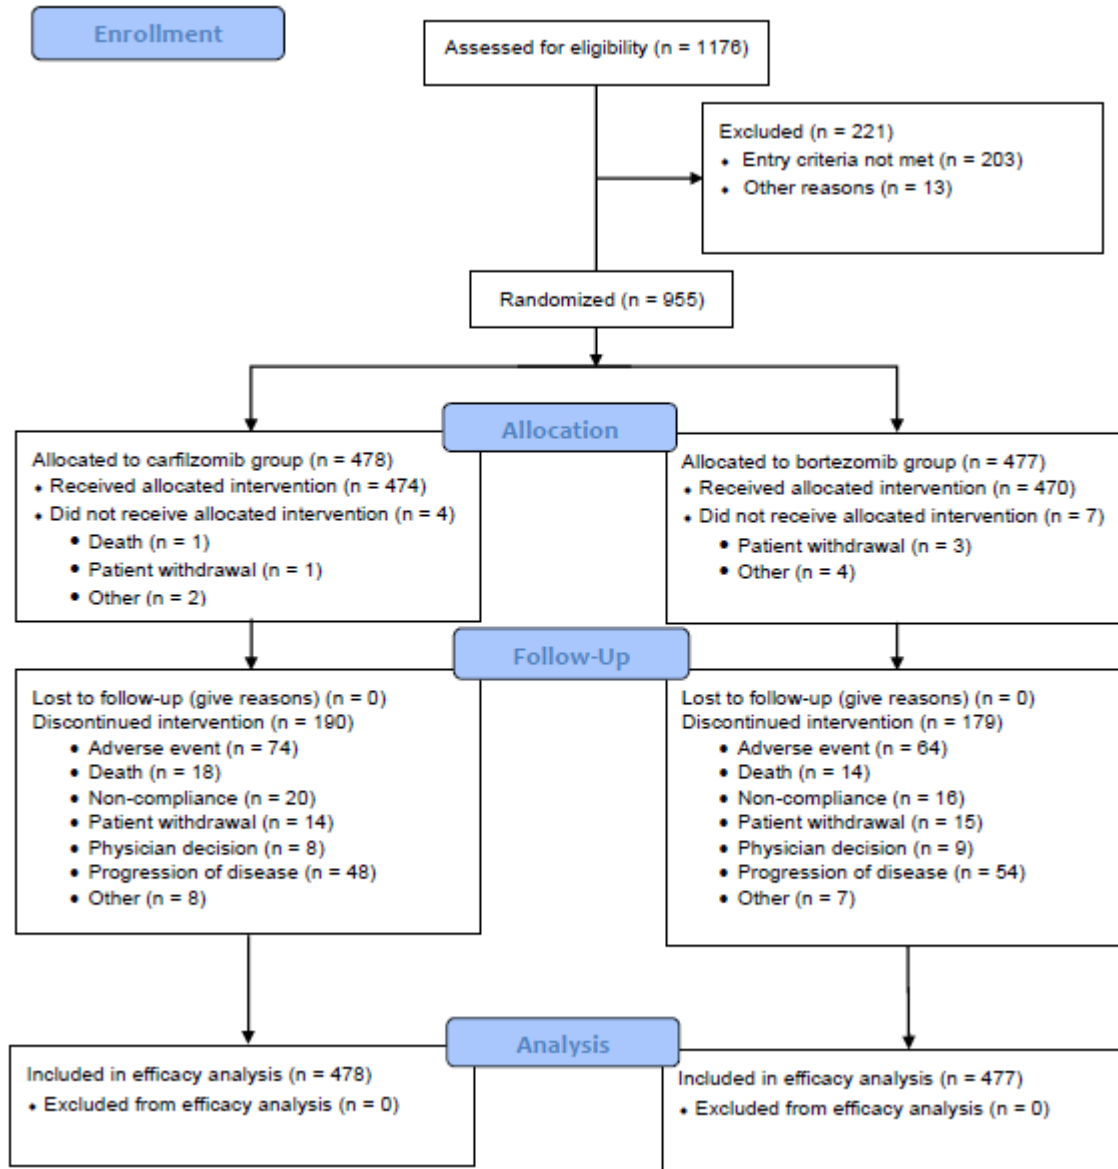 Enrollment
Assessed for eligibility (n = 1176)
Excluded (n = 221)
• Entry criteria not met (n = 203)
• Other reasons (n = 13)
Randomized (n = 955)
Allocation
Allocated to carfilzomib group (n = 478)
• Received allocated intervention (n = 474)
• Did not receive allocated intervention (n = 4)
• Death (n = 1)
• Patient withdrawal (n = 1)
• Other (n = 2)
Allocated to bortezomib group (n = 477)
• Received allocated intervention (n = 470)
• Did not receive allocated intervention (n = 7)
• Patient withdrawal (n = 3)
• Other (n = 4)
Follow-Up
Lost to follow-up (give reasons) (n = 0)
Discontinued intervention (n = 190)
• Adverse event (n = 74)
• Death (n = 18)
• Non-compliance (n = 20)
• Patient withdrawal (n = 14)
• Physician decision (n = 8)
• Progression of disease (n = 48)
• Other (n = 8)
Lost to follow-up (give reasons) (n = 0)
Discontinued intervention (n = 179)
• Adverse event (n = 64)
• Death (n = 14)
• Non-compliance (n = 16)
• Patient withdrawal (n = 15)
• Physician decision (n = 9)
• Progression of disease (n = 54)
• Other (n = 7)
Analysis
Included in efficacy analysis (n = 478)
• Excluded from efficacy analysis (n = 0)
Included in efficacy analysis (n = 477)
• Excluded from efficacy analysis (n = 0)